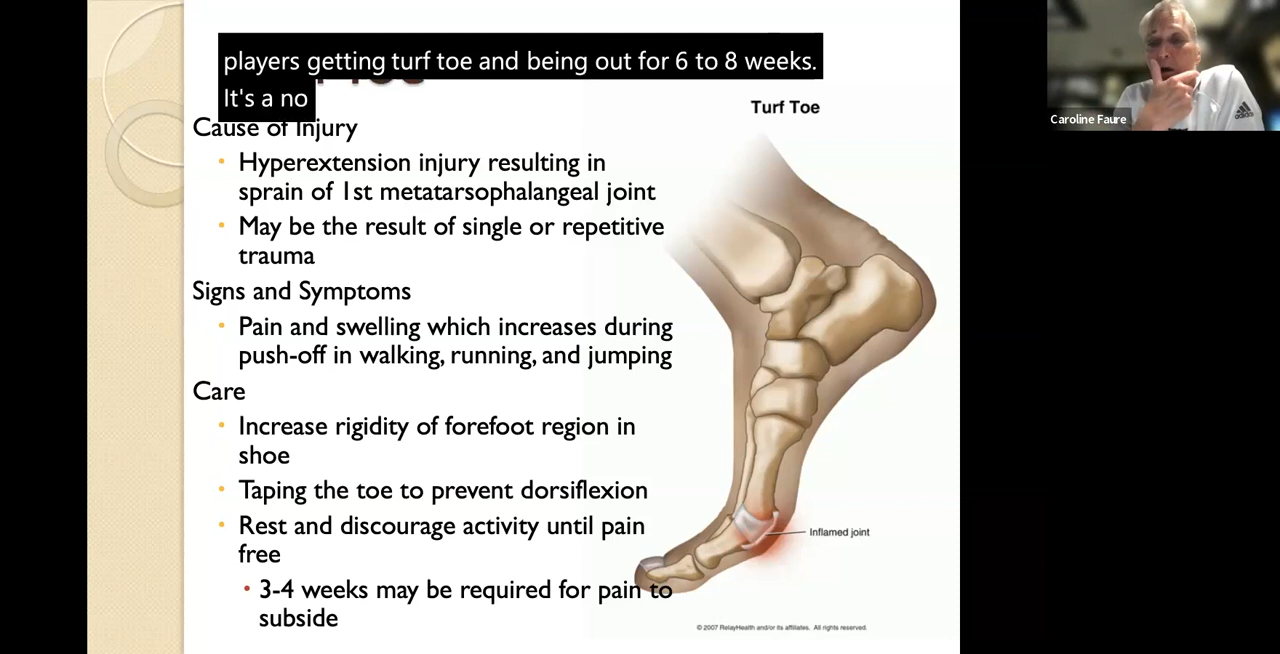 players getting turf toe and being out for 6 to 8 weeks.
It's a no
Cause of Injury
• Hyperextension injury resulting in
sprain of 1st metatarsophalangeal joint
• May be the result of single or repetitive
trauma
Signs and Symptoms
• Pain and swelling which increases during
push-off in walking, running, and jumping
Care
• Increase rigidity of forefoot region in
shoe
• Taping the toe to prevent dorsiflexion
• Rest and discourage activity until pain
free
• 3-4 weeks may be required for pain to
subside
Turf Toe
Inflamed joint
© 2007 RelayHealth and/or its affiliates. All rights reserved.
Caroline Faure
adidas